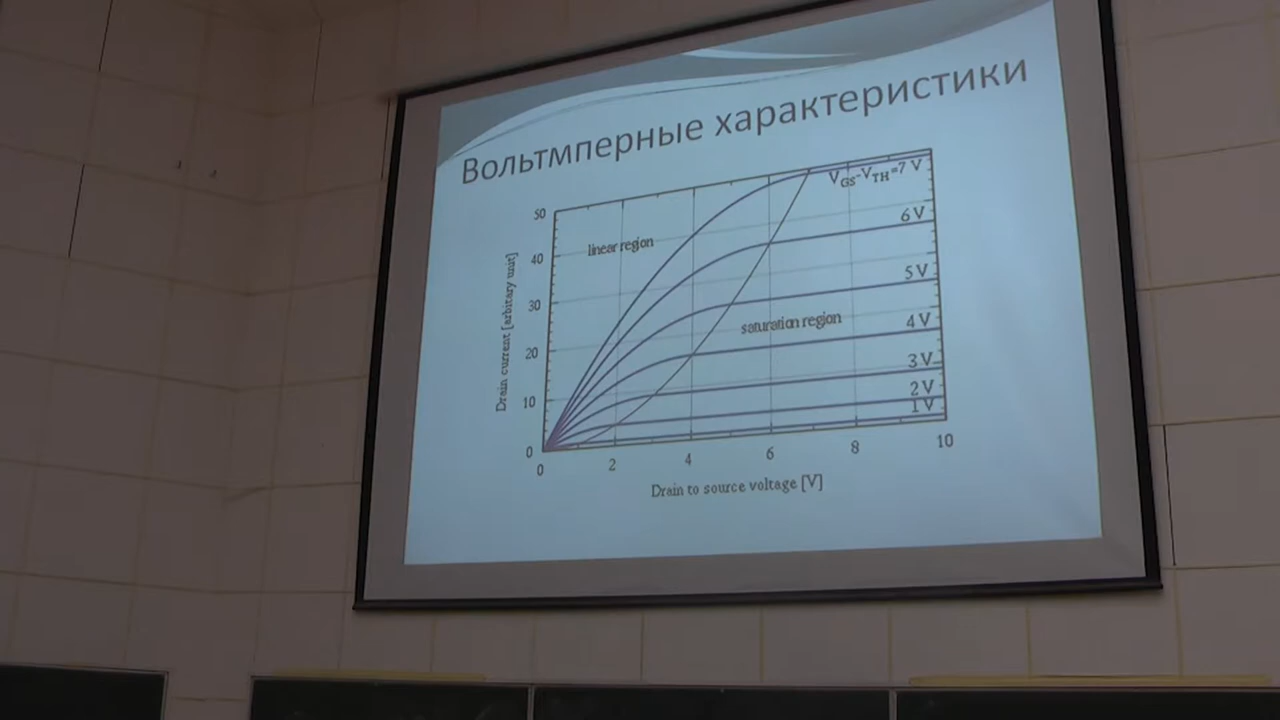 Вольтмперные характеристики
V_GS-V_TH=7 V
50
linear region
6 V
40
5 V
30
saturation region
4 V
20
3 V
2 V
10
1 V
0
0 2 4 6 8 10
Drain current [arbitary unit]
Drain to source voltage [V]